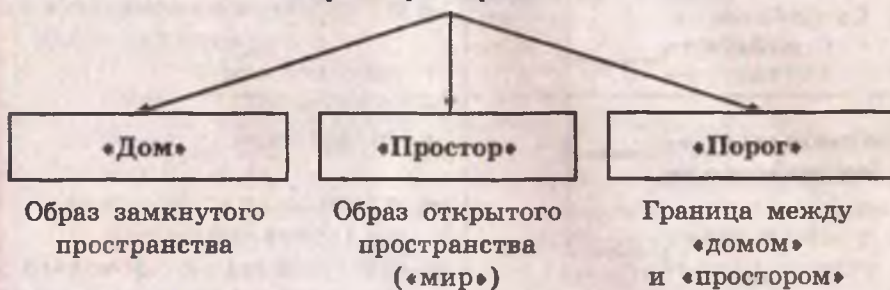 «Дом»
«Простор»
«Порог»
Образ замкнутого
пространства
Образ открытого
пространства
(«мир»)
Граница между
«домом»
и «простором»